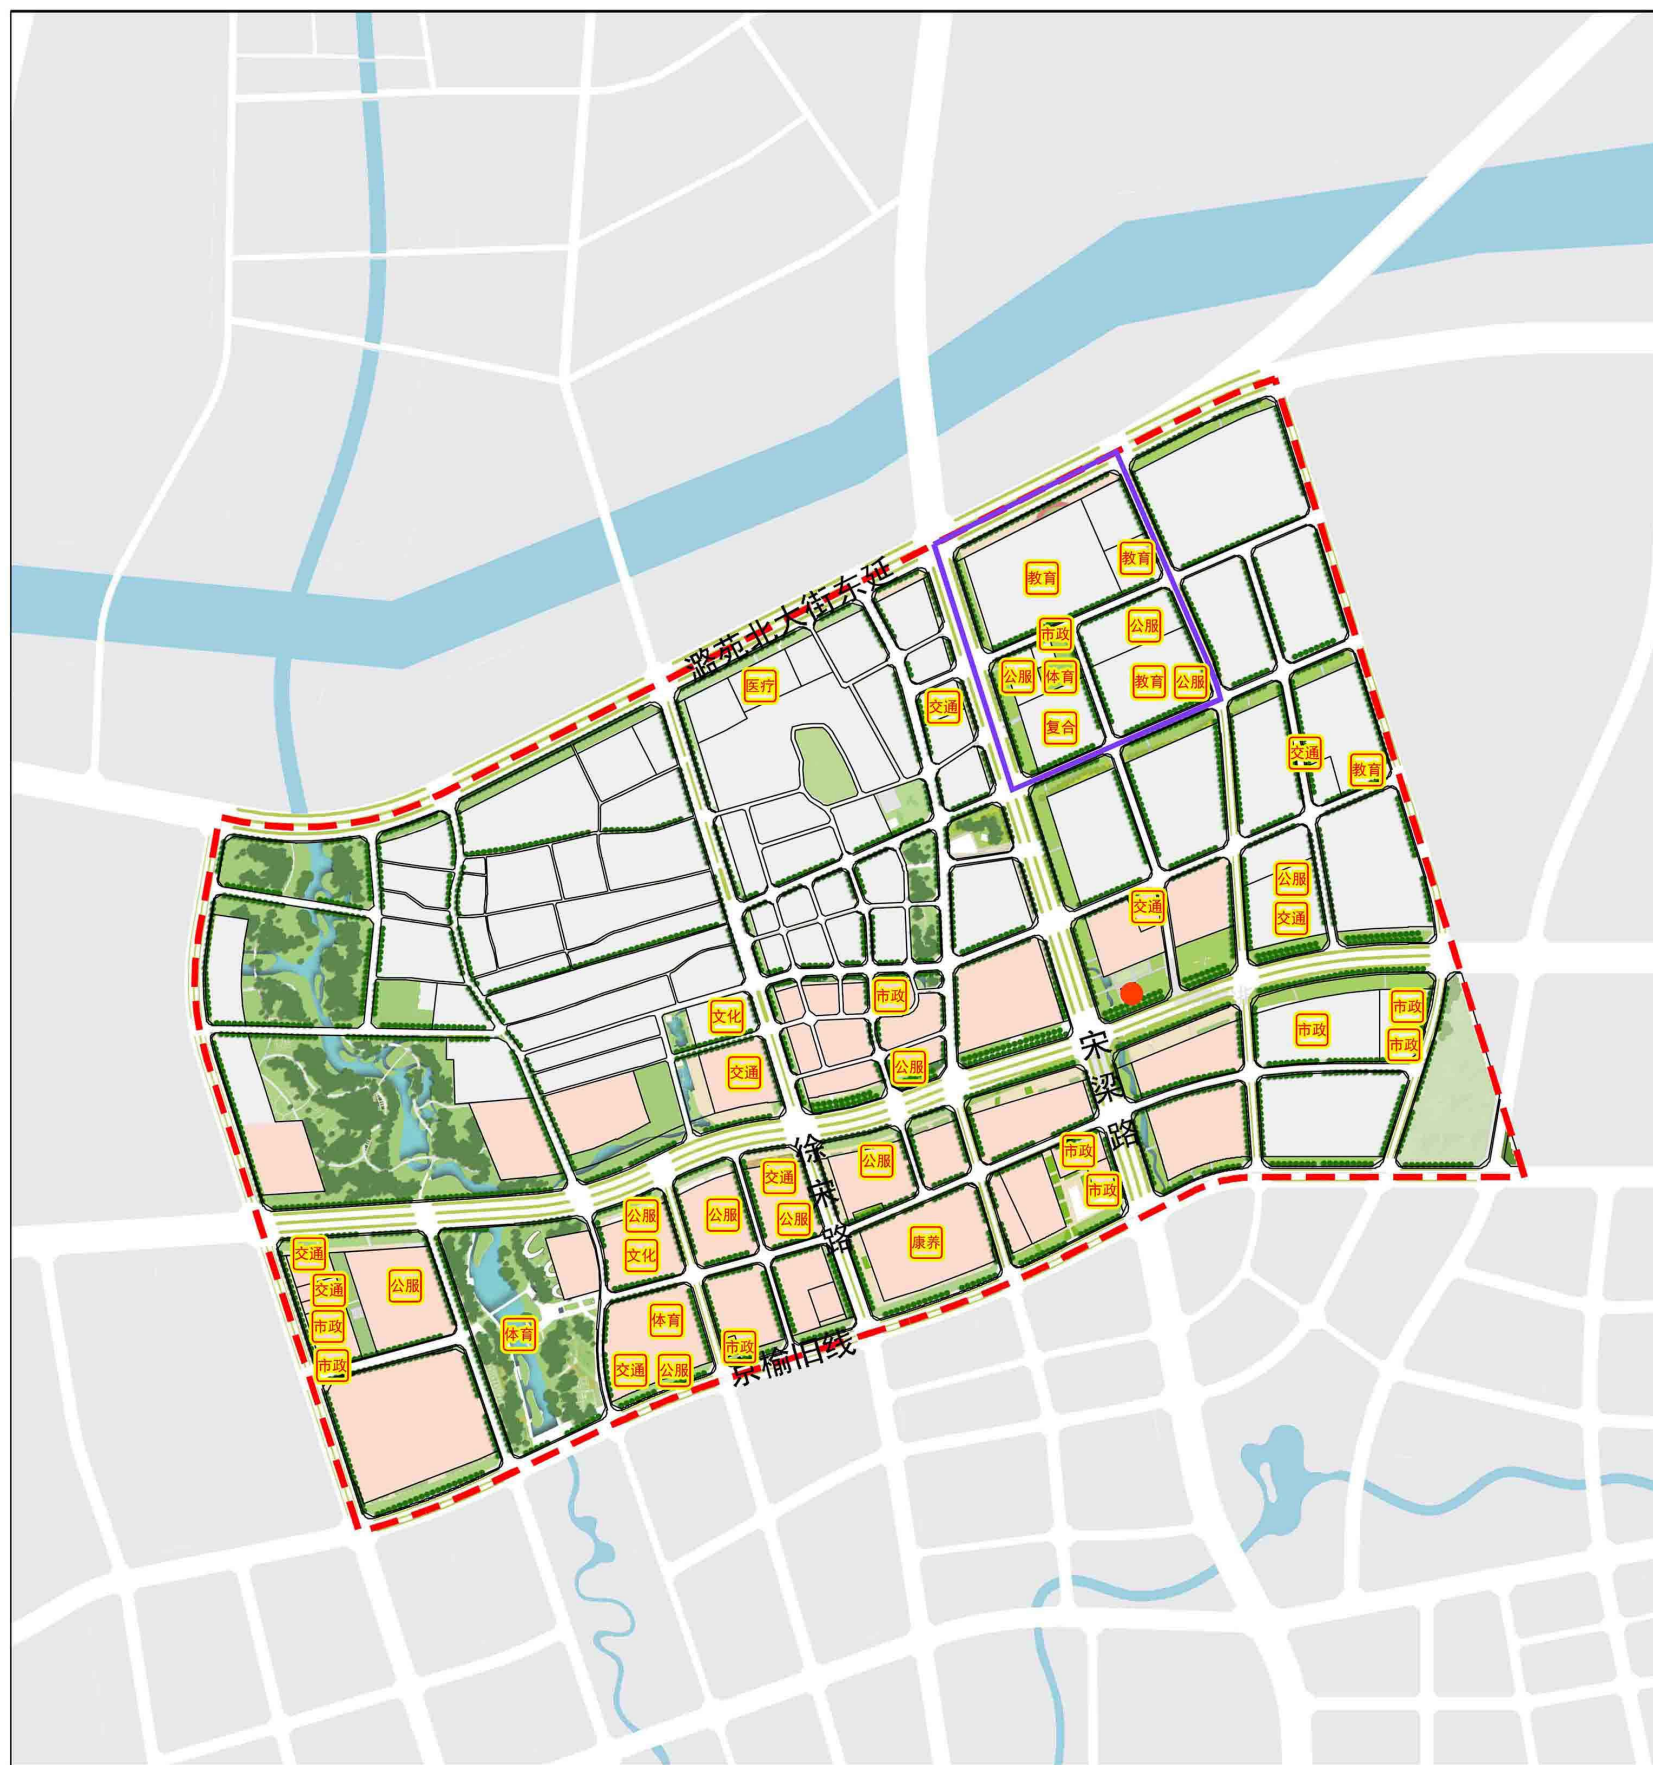 潞苑北大街东延
教育
教育
市政
公服
公服
体育
教育
公服
医疗
交通
复合
交通
教育
公服
交通
交通
市政
文化
市政
市政
市政
公服
交通
宋梁路
徐宋路
公服
市政
交通
市政
公服
公服
公服
文化
康养
交通
交通
公服
市政
体育
体育
市政
市政
交通
公服
京榆旧线